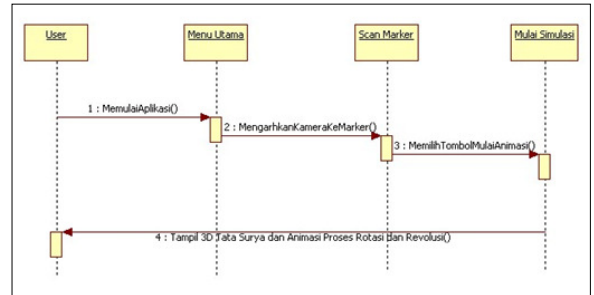 User
Menu Utama
Scan Marker
Mulai Simulasi
1 : MemulaiAplikasi()
2 : MengarhkanKameraKeMarker()
3 : MemilihTombolMulaiAnimasi()
4 : Tampil 3D Tata Surya dan Animasi Proses Rotasi dan Revolusi()